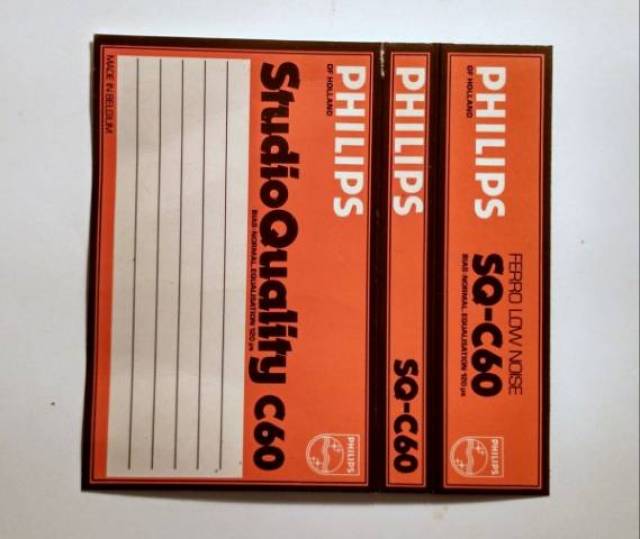 PHILIPS
OF HOLLAND
FERRO LOW NOISE
SQ-C60
BIAS-NORMAL, EQUALISATION 120 µs
PHILIPS
PHILIPS
SQ-C60
PHILIPS
OF HOLLAND
PHILIPS
StudioQuality C60
BIAS-NORMAL, EQUALISATION 120 µs
MADE IN BELGIUM